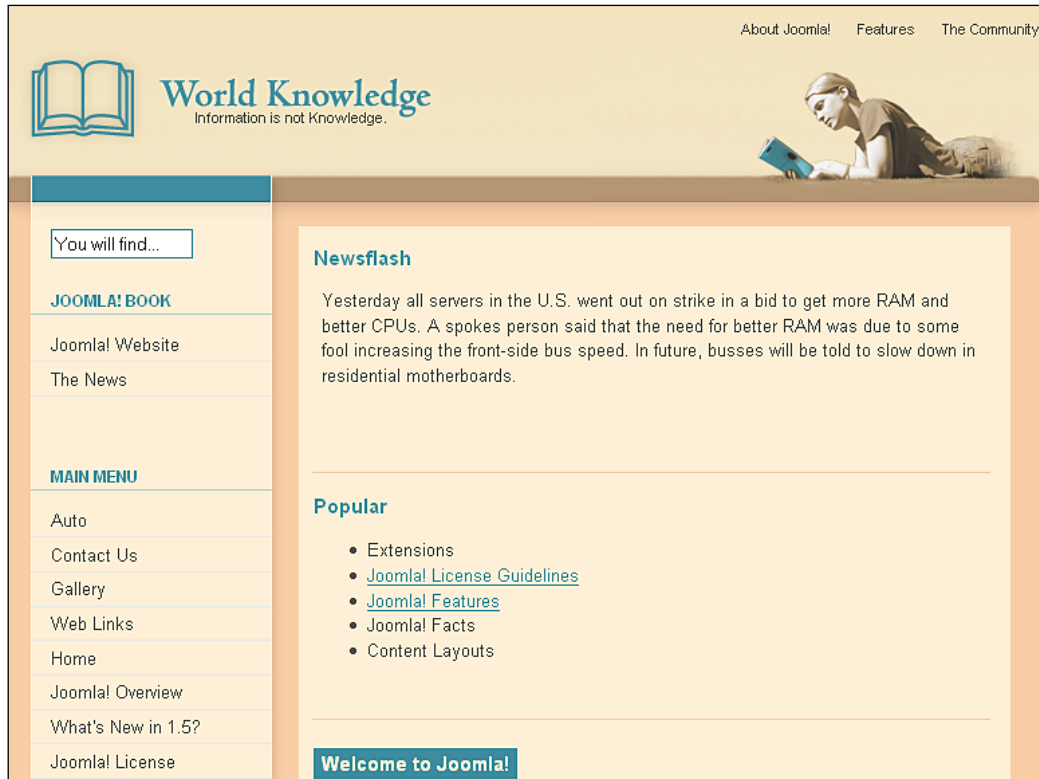 About Joomla! Features The Community
World Knowledge
Information is not Knowledge.
You will find...
JOOMLA! BOOK
Joomla! Website
The News
MAIN MENU
Auto
Contact Us
Gallery
Web Links
Home
Joomla! Overview
What's New in 1.5?
Joomla! License
Newsflash
Yesterday all servers in the U.S. went out on strike in a bid to get more RAM and
better CPUs. A spokes person said that the need for better RAM was due to some
fool increasing the front-side bus speed. In future, busses will be told to slow down in
residential motherboards.
Popular
Extensions
Joomla! License Guidelines
Joomla! Features
Joomla! Facts
Content Layouts
Welcome to Joomla!